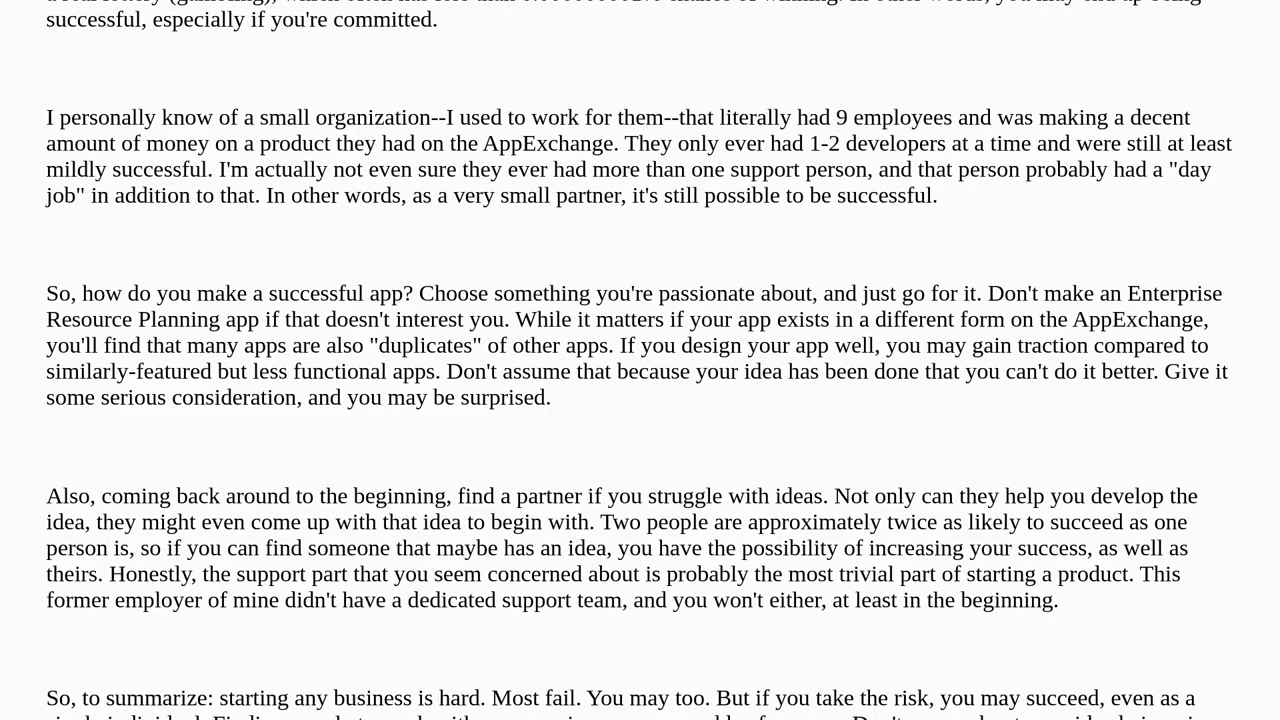 successful, especially if you're committed.
I personally know of a small organization--I used to work for them--that literally had 9 employees and was making a decent
amount of money on a product they had on the AppExchange. They only ever had 1-2 developers at a time and were still at least
mildly successful. I'm actually not even sure they ever had more than one support person, and that person probably had a "day
job" in addition to that. In other words, as a very small partner, it's still possible to be successful.
So, how do you make a successful app? Choose something you're passionate about, and just go for it. Don't make an Enterprise
Resource Planning app if that doesn't interest you. While it matters if your app exists in a different form on the AppExchange,
you'll find that many apps are also "duplicates" of other apps. If you design your app well, you may gain traction compared to
similarly-featured but less functional apps. Don't assume that because your idea has been done that you can't do it better. Give it
some serious consideration, and you may be surprised.
Also, coming back around to the beginning, find a partner if you struggle with ideas. Not only can they help you develop the
idea, they might even come up with that idea to begin with. Two people are approximately twice as likely to succeed as one
person is, so if you can find someone that maybe has an idea, you have the possibility of increasing your success, as well as
theirs. Honestly, the support part that you seem concerned about is probably the most trivial part of starting a product. This
former employer of mine didn't have a dedicated support team, and you won't either, at least in the beginning.
So, to summarize: starting any business is hard. Most fail. You may too. But if you take the risk, you may succeed, even as a